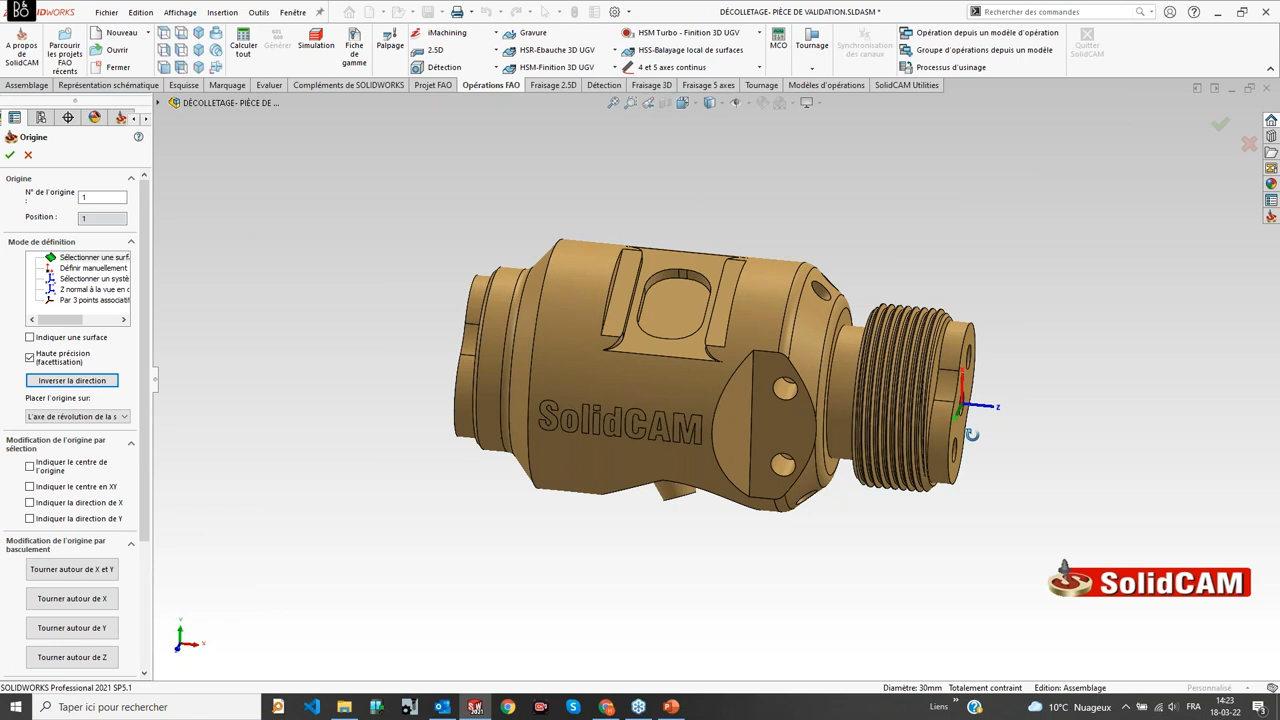 SOLIDWORKS
Fichier Edition Affichage Insertion Outils Fenêtre
DÉCOLLETAGE- PIÈCE DE VALIDATION.SLDASM *
Rechercher des commandes
A propos de SolidCAM
Parcourir les projets FAO récents
Nouveau
Ouvrir
Fermer
Calculer tout
Générer
Simulation
Fiche de gamme
Palpage
iMachining
2.5D
Détection
Gravure
HSR-Ebauche 3D UGV
HSM-Finition 3D UGV
HSM Turbo - Finition 3D UGV
HSS-Balayage local de surfaces
4 et 5 axes continus
MCO
Tournage
Synchronisation des canaux
Opération depuis un modèle d'opération
Groupe d'opérations depuis un modèle
Processus d'usinage
Quitter SolidCAM
Assemblage Représentation schématique Esquisse Marquage Evaluer Compléments de SOLIDWORKS Projet FAO Opérations FAO Fraisage 2.5D Détection Fraisage 3D Fraisage 5 axes Tournage Modèles d'opérations SolidCAM Utilities
DÉCOLLETAGE- PIÈCE DE ...
Origine
Origine
N° de l'origine : 1
Position : 1
Mode de définition
Sélectionner une surf
Définir manuellement
Sélectionner un systè
Z normal à la vue en c
Par 3 points associatif
Indiquer une surface
Haute précision (facettisation)
Inverser la direction
Placer l'origine sur:
L'axe de révolution de la s
Modification de l'origine par sélection
Indiquer le centre de l'origine
Indiquer le centre en XY
Indiquer la direction de X
Indiquer la direction de Y
Modification de l'origine par basculement
Tourner autour de X et Y
Tourner autour de X
Tourner autour de Y
Tourner autour de Z
SolidCAM
Z
SolidCAM
Y
X
SOLIDWORKS Professional 2021 SP5.1
Diamètre: 30mm Totalement contraint Edition: Assemblage Personnalisé
Taper ici pour rechercher
Liens
10°C Nuageux
FRA
14:23
18-03-22